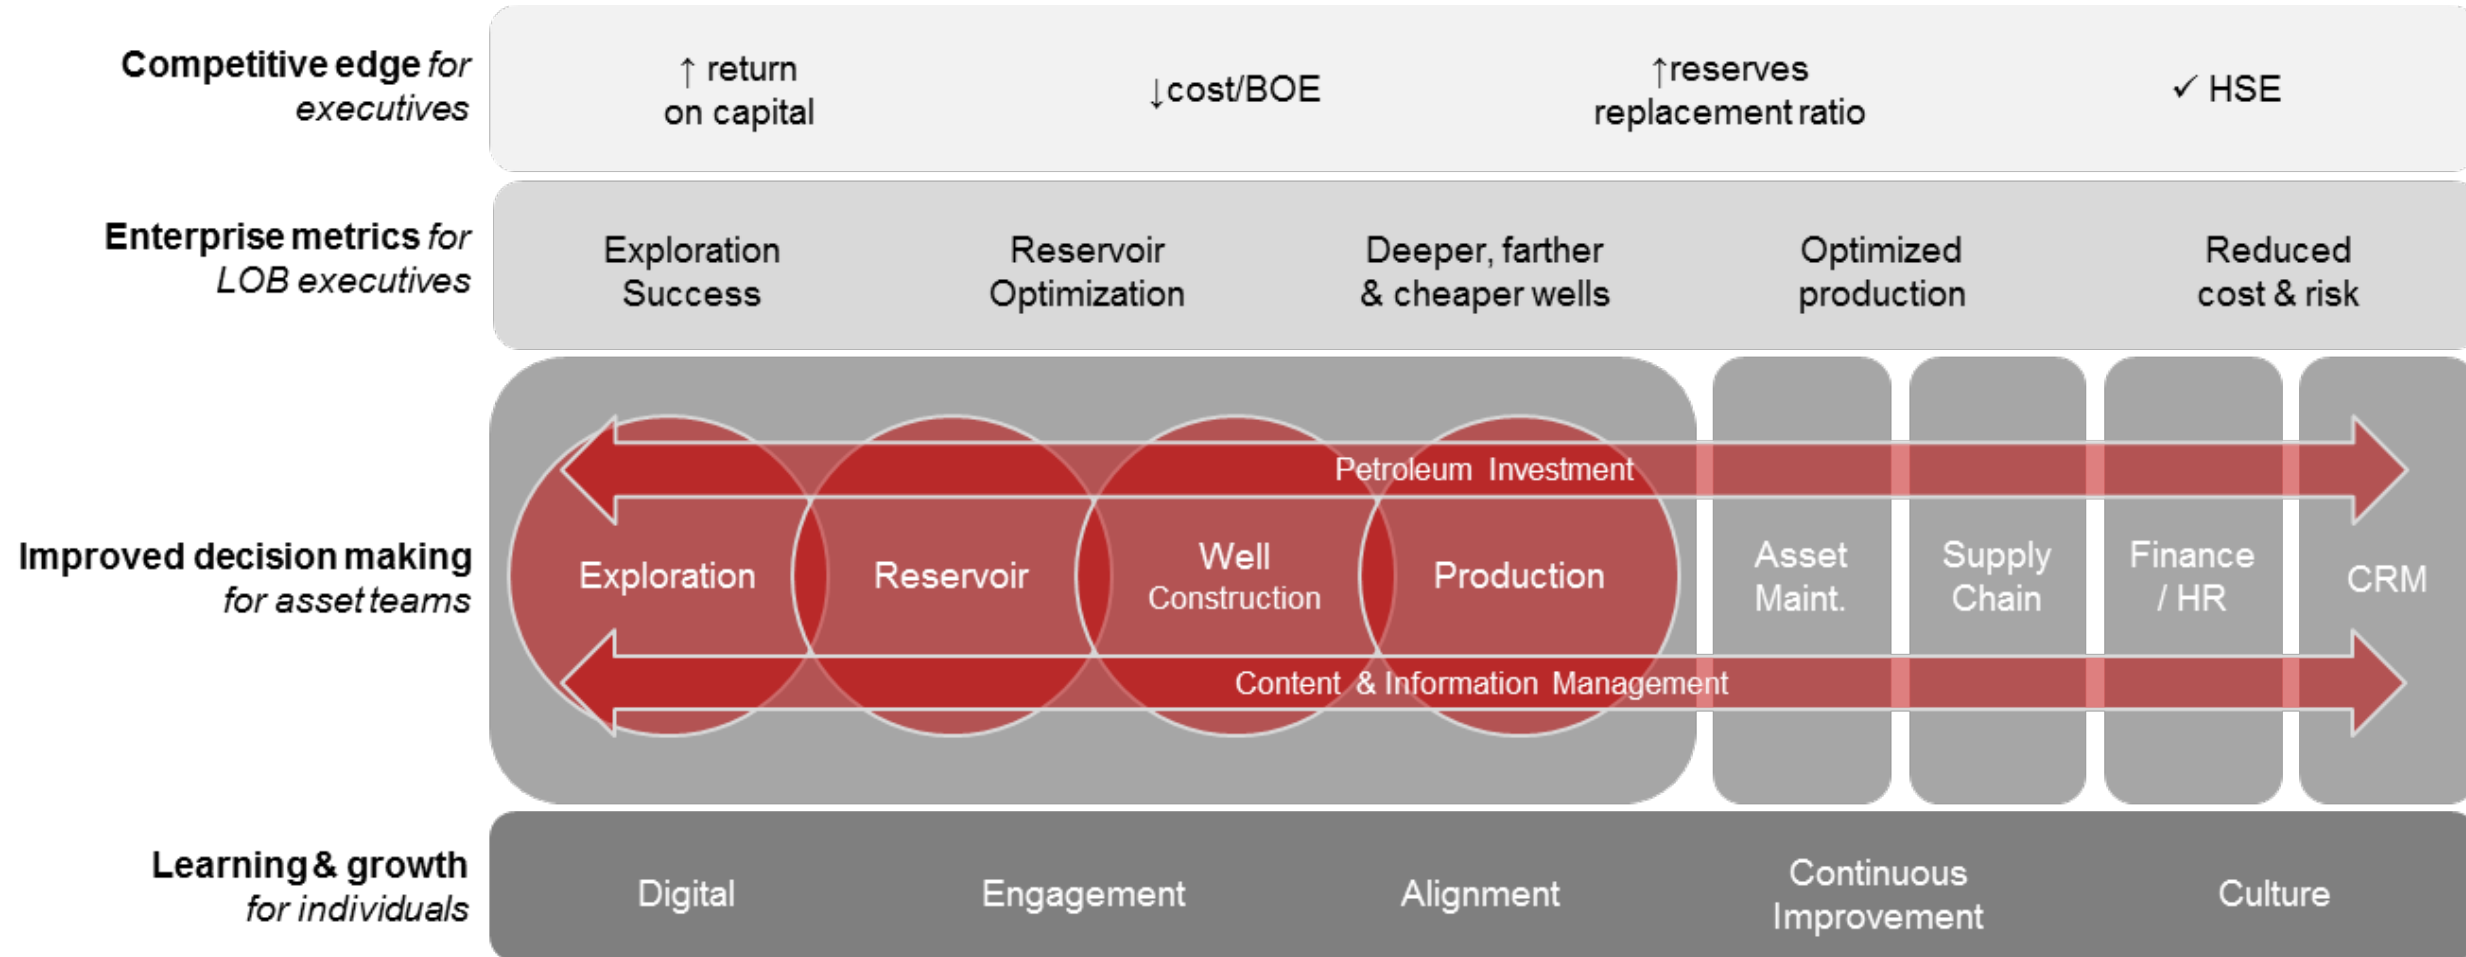 Competitive edge for
executives
↑ return
on capital
↓cost/BOE
↑reserves
replacement ratio
✓ HSE
Enterprise metrics for
LOB executives
Exploration
Success
Reservoir
Optimization
Deeper, farther
& cheaper wells
Optimized
production
Reduced
cost & risk
Improved decision making
for asset teams
Petroleum Investment
Exploration
Reservoir
Well
Construction
Production
Asset
Maint.
Supply
Chain
Finance
/ HR
CRM
Content & Information Management
Learning & growth
for individuals
Digital
Engagement
Alignment
Continuous
Improvement
Culture